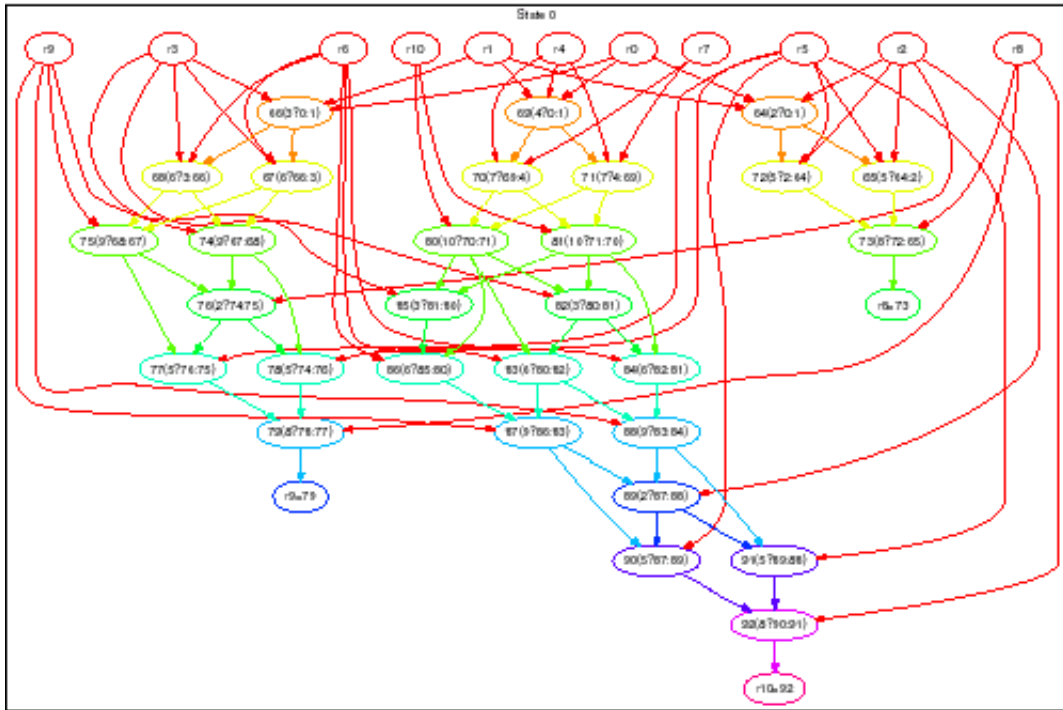 State 0
r9 r3 r6 r10 r1 r4 r0 r7 r5 r2 r8
66(3?0:1) 69(4?0:1) 64(2?0:1)
68(6?3:66) 67(6?66:3) 70(7?69:4) 71(7?4:69) 72(5?2:64) 65(5?64:2)
75(9?68:67) 74(9?67:68) 80(10?70:71) 81(10?71:70) 73(8?72:65)
76(2?74:75) 85(3?81:80) 82(3?80:81) r8=73
77(5?76:75) 78(5?74:76) 86(6?85:80) 83(6?80:82) 84(6?82:81)
79(8?78:77) 87(9?86:83) 88(9?83:84)
r9=79 89(2?87:88)
90(5?87:89) 91(5?89:88)
92(8?90:91)
r10=92